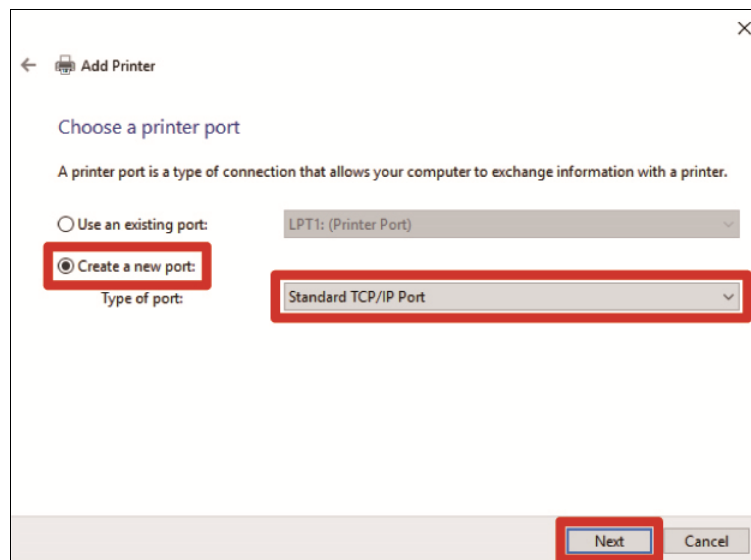 Add Printer
Choose a printer port
A printer port is a type of connection that allows your computer to exchange information with a printer.
Use an existing port: LPT1: (Printer Port)
Create a new port:
Type of port: Standard TCP/IP Port
Next Cancel